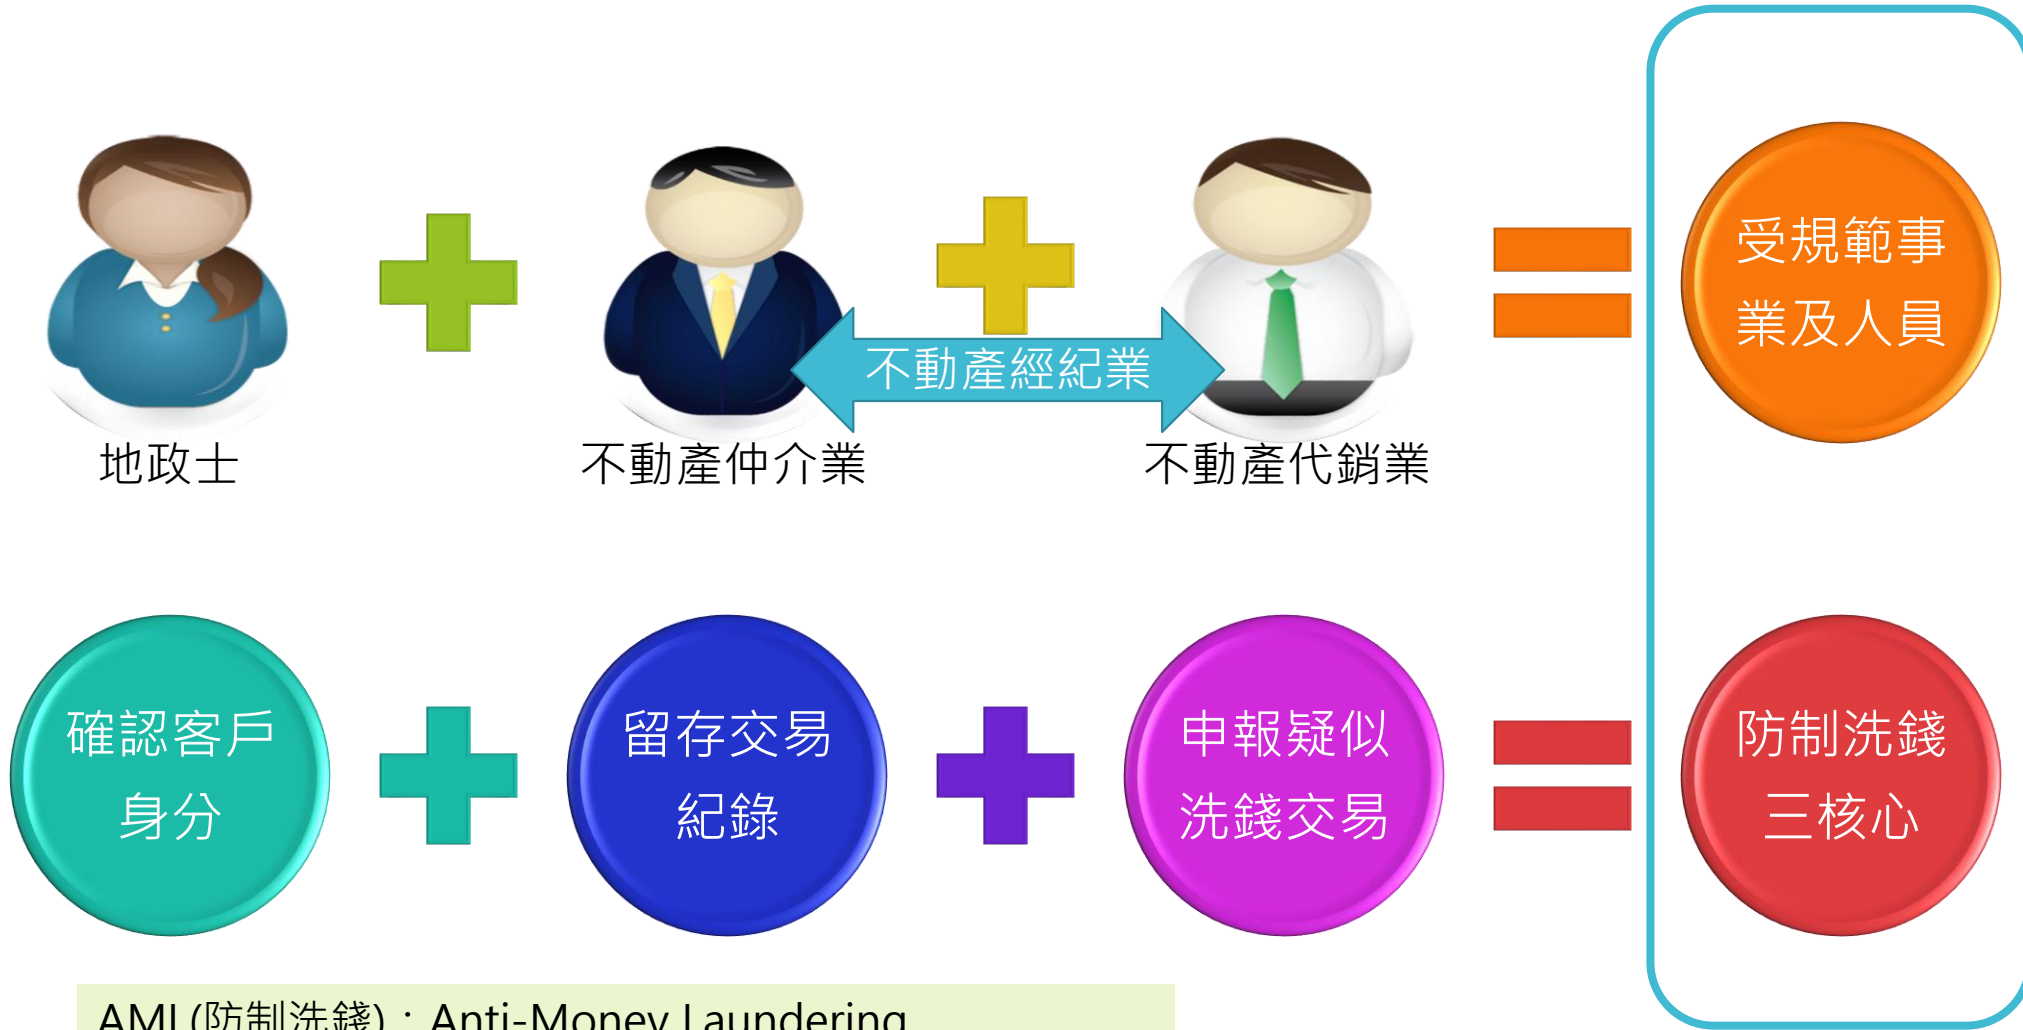 受規範事
業及人員
不動產經紀業
地政士
不動產仲介業
不動產代銷業
確認客戶
身分
留存交易
紀錄
申報疑似
洗錢交易
防制洗錢
三核心
AML(防制洗錢)：Anti-Money Laundering